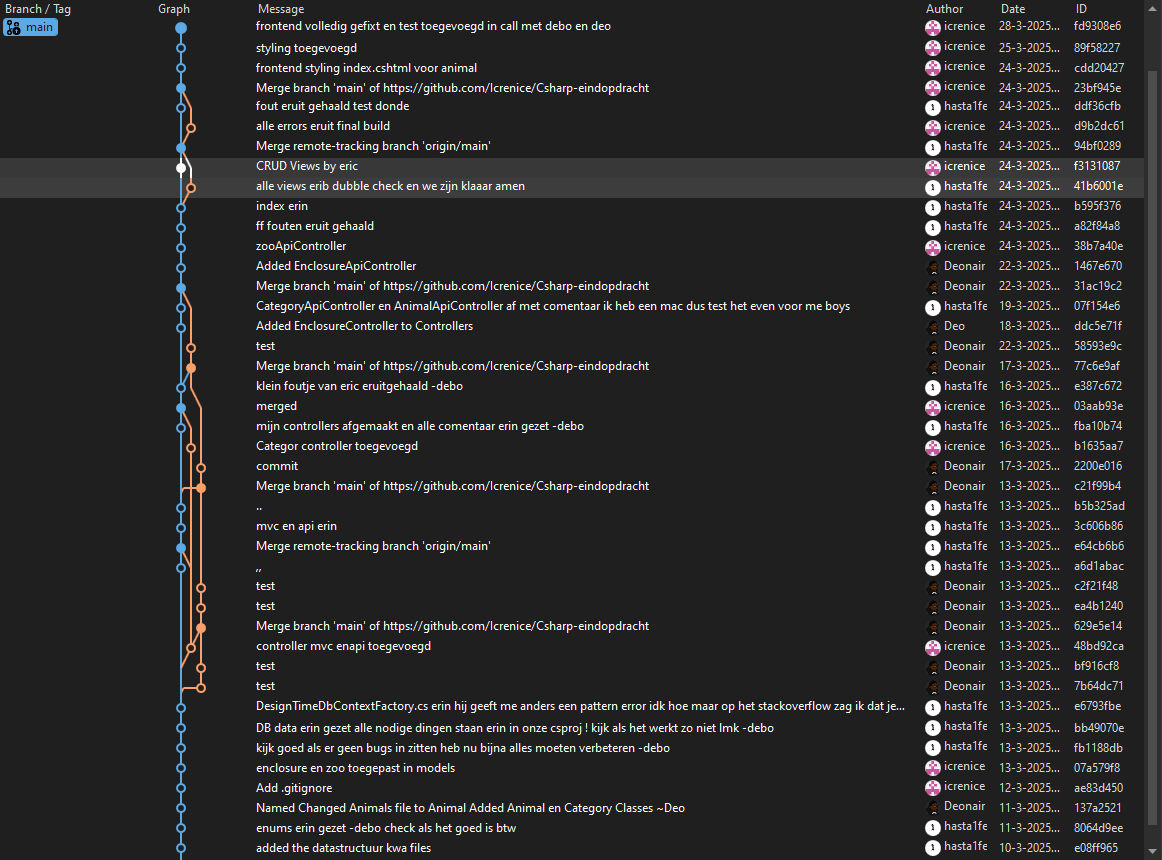 Branch / Tag Graph Message Author Date ID
main frontend volledig gefixt en test toegevoegd in call met debo en deo icrenice 28-3-2025... fd9308e6
styling toegevoegd icrenice 25-3-2025... 89f58227
frontend styling index.cshtml voor animal icrenice 24-3-2025... cdd20427
Merge branch 'main' of https://github.com/Icrenice/Csharp-eindopdracht icrenice 24-3-2025... 23bf945e
fout eruit gehaald test donde hasta1fe 24-3-2025... ddf36cfb
alle errors eruit final build icrenice 24-3-2025... d9b2dc61
Merge remote-tracking branch 'origin/main' hasta1fe 24-3-2025... 94bf0289
CRUD Views by eric icrenice 24-3-2025... f3131087
alle views erib dubble check en we zijn klaaar amen hasta1fe 24-3-2025... 41b6001e
index erin hasta1fe 24-3-2025... b595f376
ff fouten eruit gehaald hasta1fe 24-3-2025... a82f84a8
zooApiController icrenice 24-3-2025... 38b7a40e
Added EnclosureApiController Deonair 22-3-2025... 1467e670
Merge branch 'main' of https://github.com/Icrenice/Csharp-eindopdracht Deonair 22-3-2025... 31ac19c2
CategoryApiController en AnimalApiController af met comentaar ik heb een mac dus test het even voor me boys hasta1fe 19-3-2025... 07f154e6
Added EnclosureController to Controllers Deo 18-3-2025... ddc5e71f
test Deonair 22-3-2025... 58593e9c
Merge branch 'main' of https://github.com/Icrenice/Csharp-eindopdracht Deonair 17-3-2025... 77c6e9af
klein foutje van eric eruitgehaald -debo hasta1fe 16-3-2025... e387c672
merged icrenice 16-3-2025... 03aab93e
mijn controllers afgemaakt en alle comentaar erin gezet -debo hasta1fe 16-3-2025... fba10b74
Categor controller toegevoegd icrenice 16-3-2025... b1635aa7
commit Deonair 17-3-2025... 2200e016
Merge branch 'main' of https://github.com/Icrenice/Csharp-eindopdracht Deonair 13-3-2025... c21f99b4
.. hasta1fe 13-3-2025... b5b325ad
mvc en api erin hasta1fe 13-3-2025... 3c606b86
Merge remote-tracking branch 'origin/main' hasta1fe 13-3-2025... e64cb6b6
,, hasta1fe 13-3-2025... a6d1abac
test Deonair 13-3-2025... c2f21f48
test Deonair 13-3-2025... ea4b1240
Merge branch 'main' of https://github.com/Icrenice/Csharp-eindopdracht Deonair 13-3-2025... 629e5e14
controller mvc enapi toegevoegd icrenice 13-3-2025... 48bd92ca
test Deonair 13-3-2025... bf916cf8
test Deonair 13-3-2025... 7b64dc71
DesignTimeDbContextFactory.cs erin hij geeft me anders een pattern error idk hoe maar op het stackoverflow zag ik dat je... hasta1fe 13-3-2025... e6793fbe
DB data erin gezet alle nodige dingen staan erin in onze csproj ! kijk als het werkt zo niet lmk -debo hasta1fe 13-3-2025... bb49070e
kijk goed als er geen bugs in zitten heb nu bijna alles moeten verbeteren -debo hasta1fe 13-3-2025... fb1188db
enclosure en zoo toegepast in models icrenice 13-3-2025... 07a579f8
Add .gitignore icrenice 12-3-2025... ae83d450
Named Changed Animals file to Animal Added Animal en Category Classes ~Deo Deonair 11-3-2025... 137a2521
enums erin gezet -debo check als het goed is btw hasta1fe 11-3-2025... 8064d9ee
added the datastructuur kwa files hasta1fe 10-3-2025... e08ff965